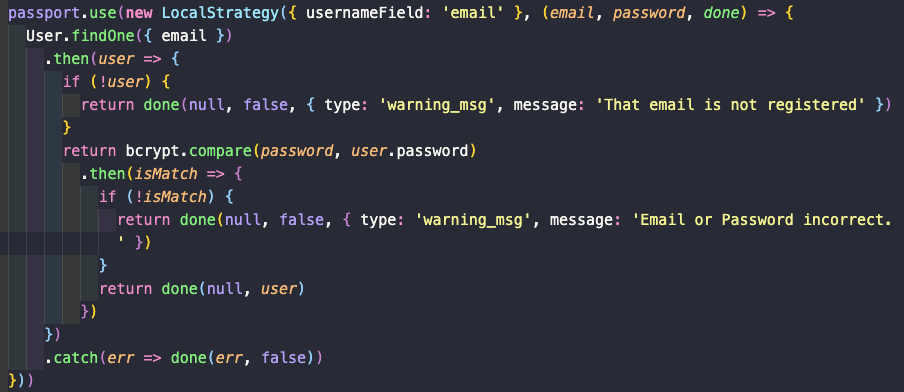 passport.use(new LocalStrategy({ usernameField: 'email' }, (email, password, done) => {
  User.findOne({ email })
    .then(user => {
      if (!user) {
        return done(null, false, { type: 'warning_msg', message: 'That email is not registered' })
      }
      return bcrypt.compare(password, user.password)
        .then(isMatch => {
          if (!isMatch) {
            return done(null, false, { type: 'warning_msg', message: 'Email or Password incorrect.
            ' })
          }
          return done(null, user)
        })
    })
    .catch(err => done(err, false))
}))